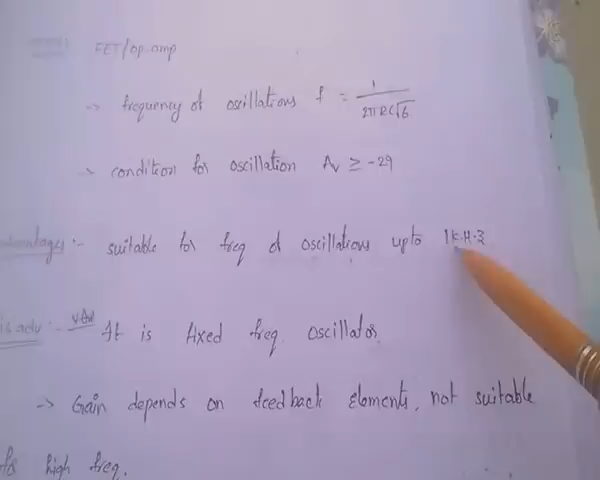 FET/op.amp
-> frequency of oscillations f = 1/2πRC√6
-> condition for oscillation Av ≥ -29
suitable for freq of oscillations upto 1K.H.Z
It is fixed freq. oscillator
-> Gain depends on feedback elements, not suitable
for high freq.